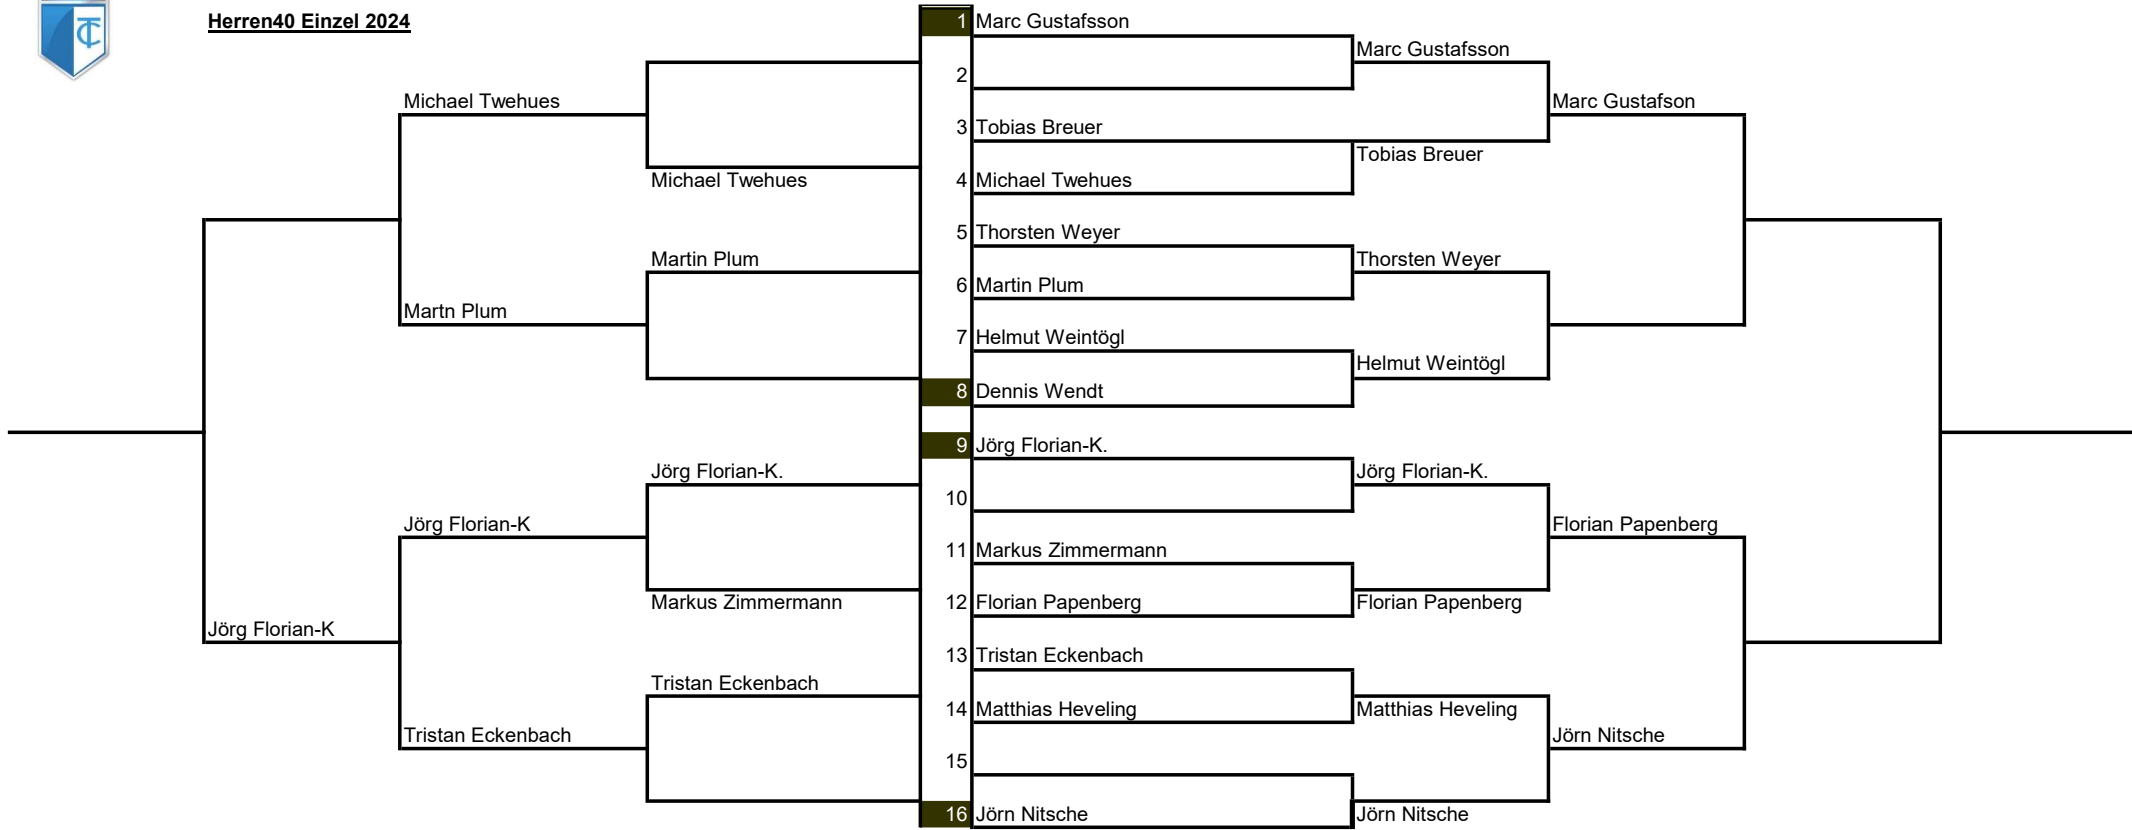 Herren40 Einzel 2024
TC
1 Marc Gustafsson
Marc Gustafsson
2
Michael Twehues
Marc Gustafson
3 Tobias Breuer
Tobias Breuer
Michael Twehues
4 Michael Twehues
5 Thorsten Weyer
Martin Plum
Thorsten Weyer
6 Martin Plum
Martn Plum
7 Helmut Weintögl
Helmut Weintögl
8 Dennis Wendt
9 Jörg Florian-K.
Jörg Florian-K.
Jörg Florian-K.
10
Jörg Florian-K
Florian Papenberg
11 Markus Zimmermann
Markus Zimmermann
12 Florian Papenberg
Florian Papenberg
Jörg Florian-K
13 Tristan Eckenbach
Tristan Eckenbach
14 Matthias Heveling
Matthias Heveling
Tristan Eckenbach
Jörn Nitsche
15
16 Jörn Nitsche
Jörn Nitsche